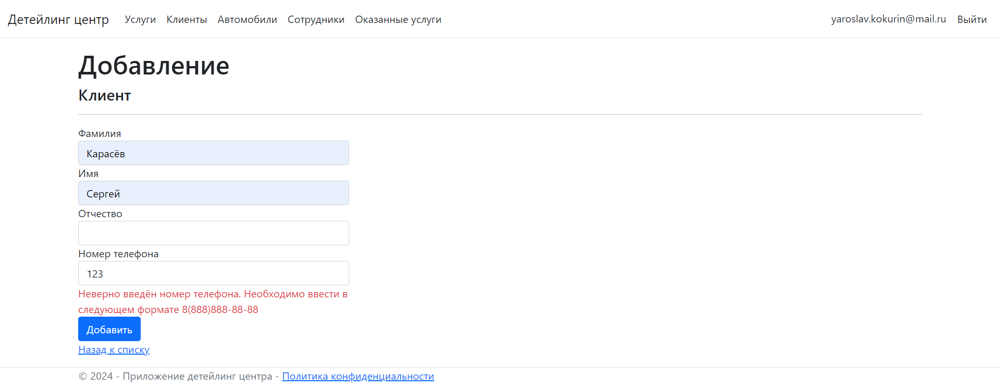 Детейлинг центр Услуги Клиенты Автомобили Сотрудники Оказанные услуги yaroslav.kokurin@mail.ru Выйти
Добавление
Клиент
Фамилия
Карасёв
Имя
Сергей
Отчество
Номер телефона
123
Неверно введён номер телефона. Необходимо ввести в
следующем формате 8(888)888-88-88
Добавить
Назад к списку
© 2024 - Приложение детейлинг центра - Политика конфиденциальности